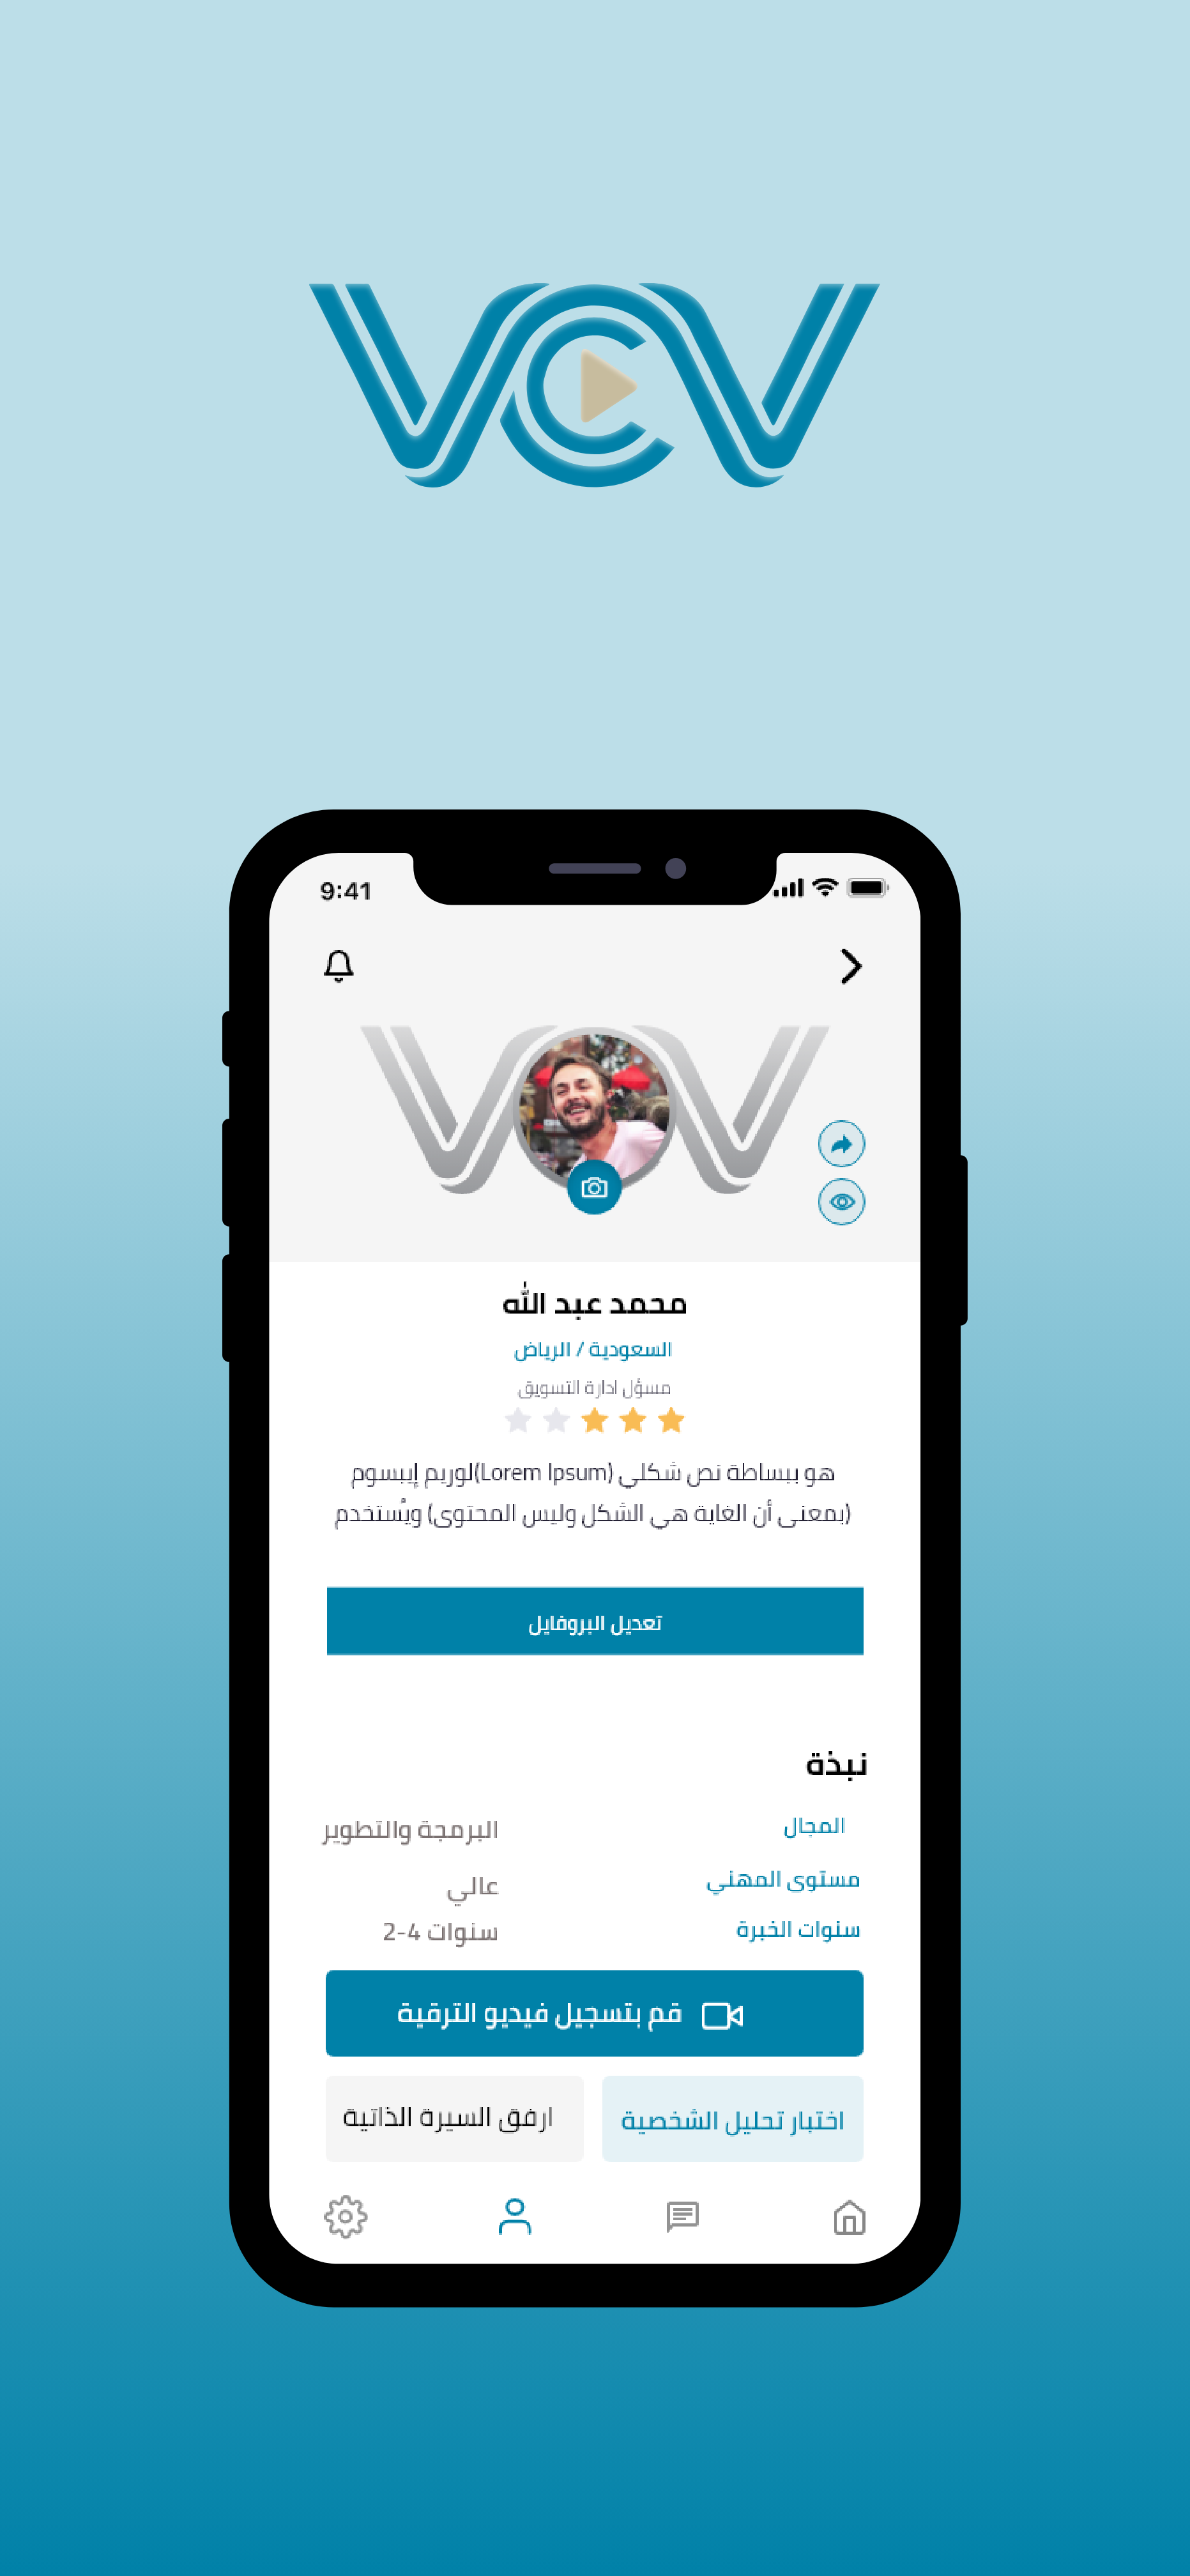 VCV
9:41
محمد عبد الله
السعودية / الرياض
مسؤل ادارة التسويق
هو ببساطة نص شكلي (Lorem Ipsum)لوريم إيبسوم
(بمعنى أن الغاية هي الشكل وليس المحتوى) ويُستخدم
تعديل البروفايل
نبذة
المجال البرمجة والتطوير
مستوى المهني عالي
سنوات الخبرة 2-4 سنوات
قم بتسجيل فيديو الترقية
اختبار تحليل الشخصية
ارفق السيرة الذاتية